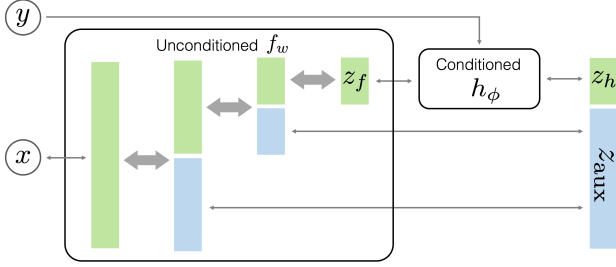 y
Unconditioned f_w
z_f
Conditioned
h_ϕ
z_h
x
z_aux